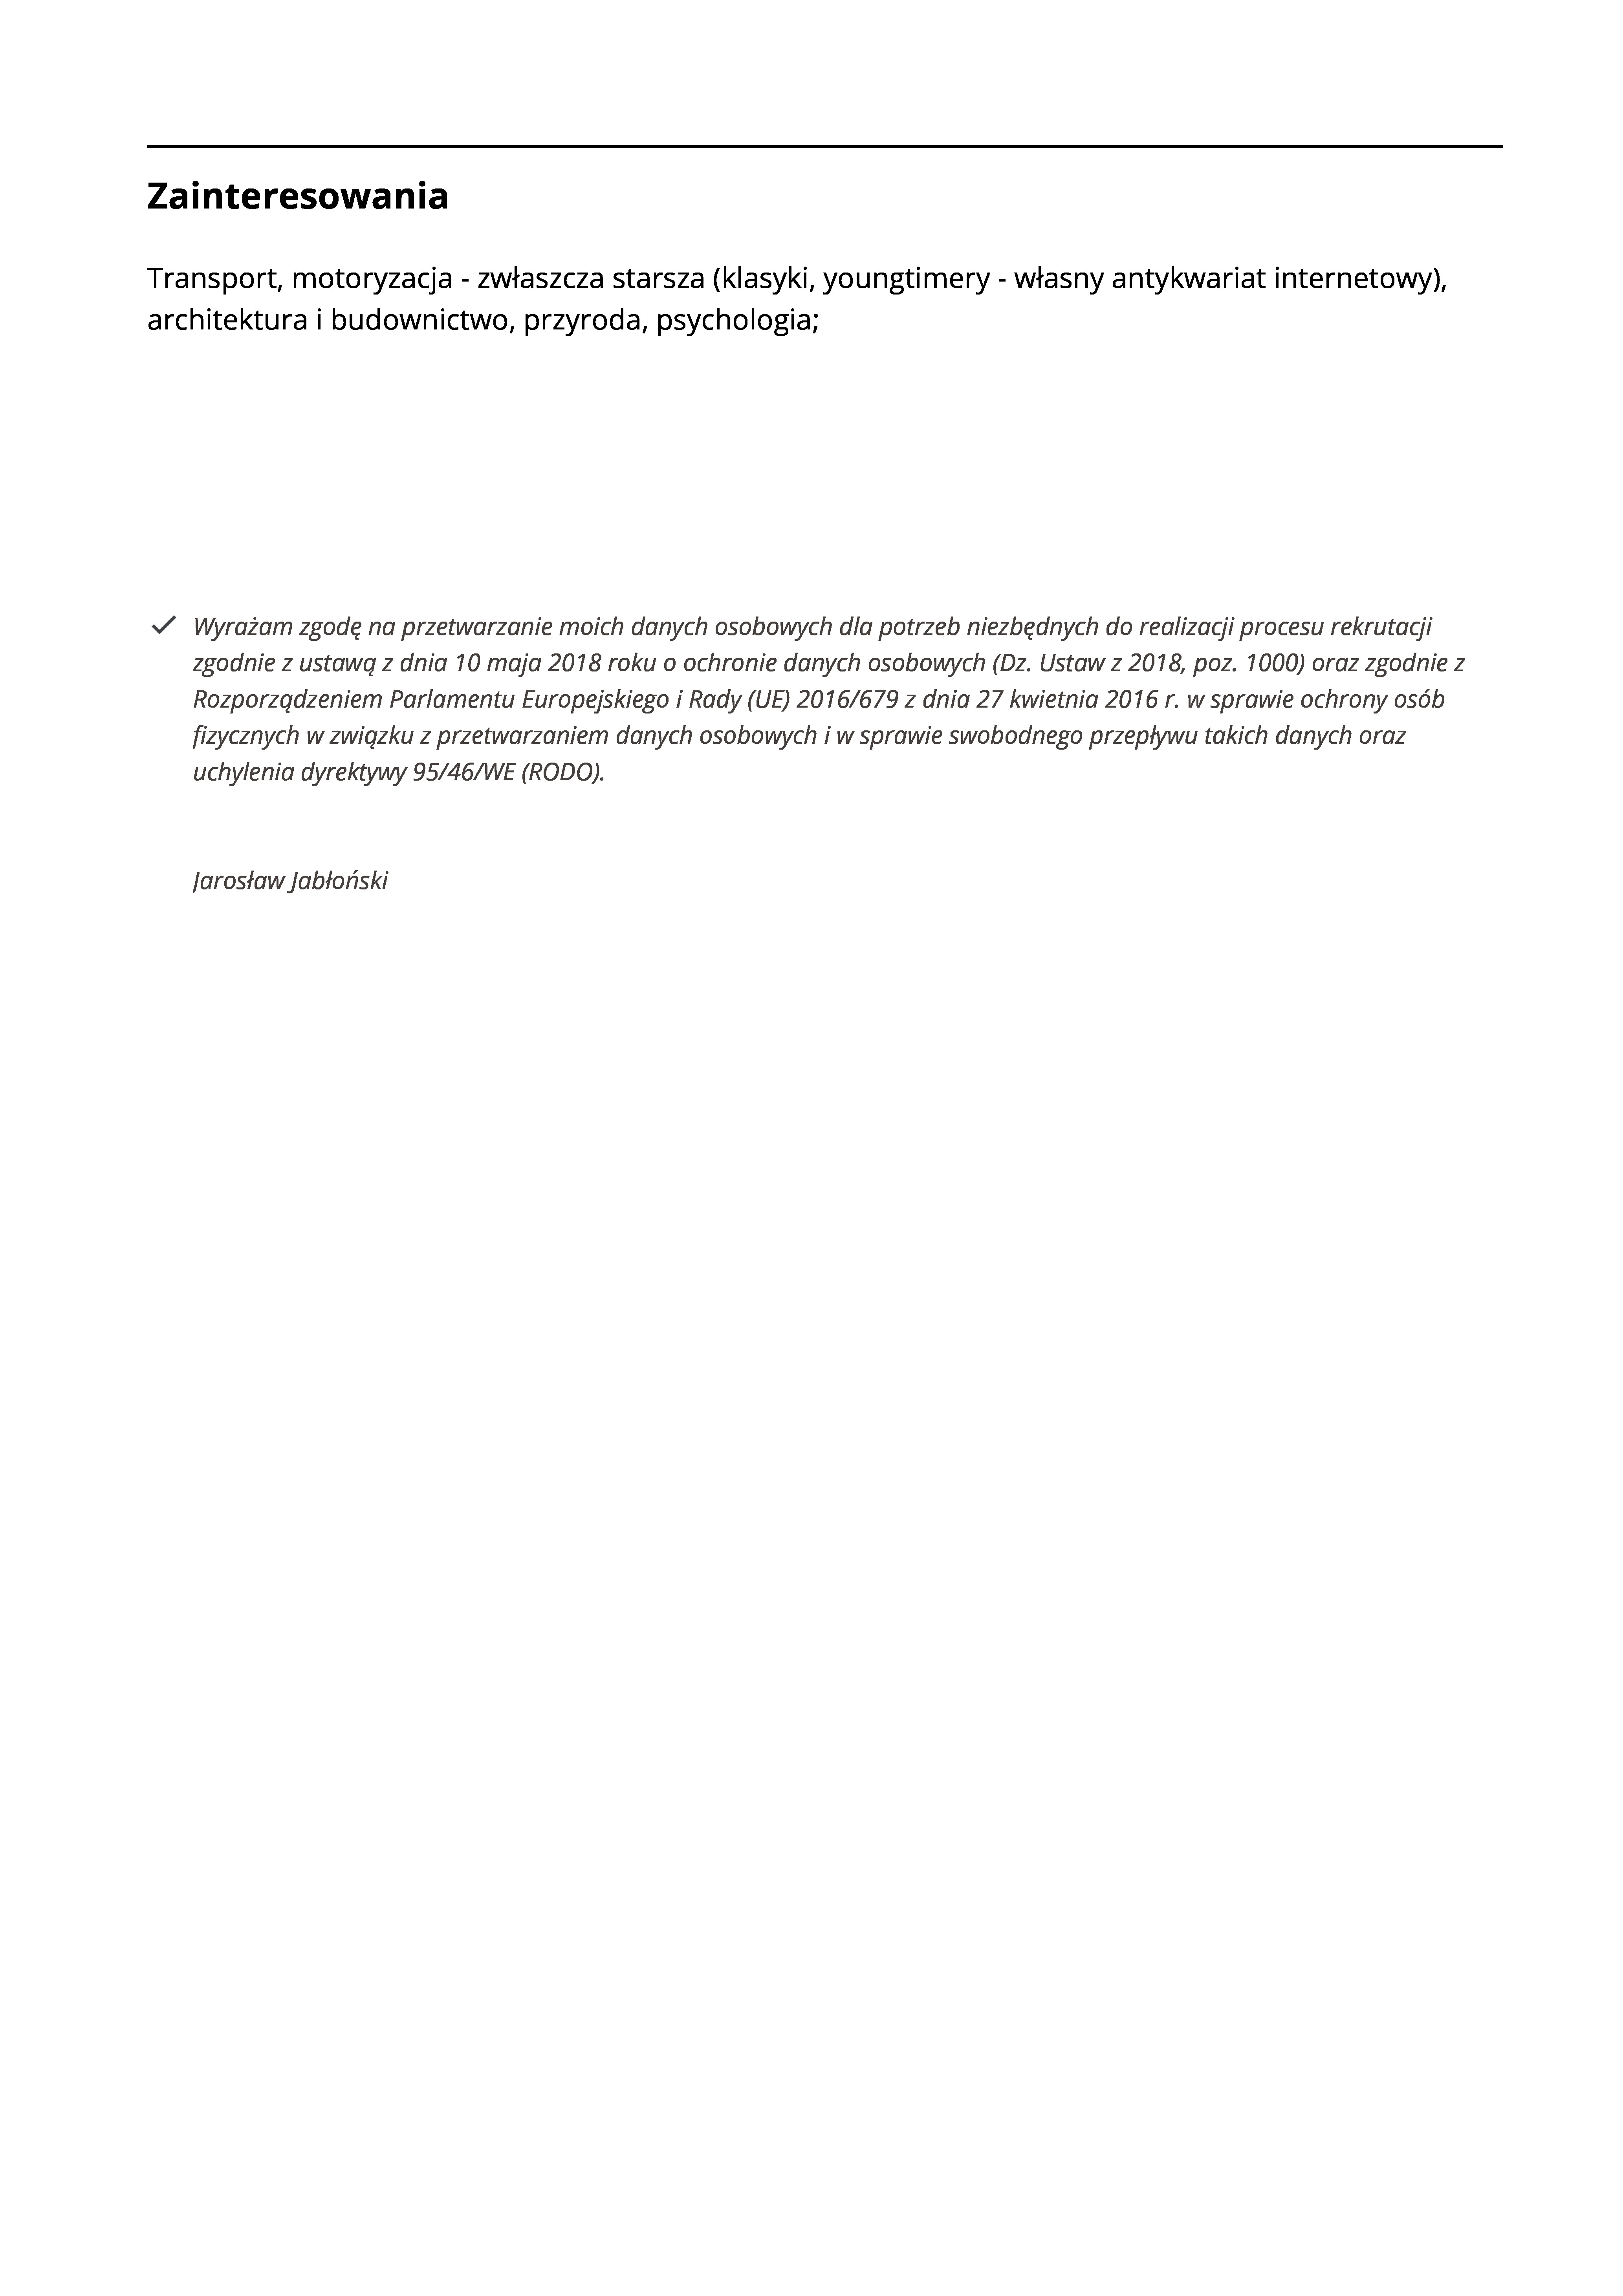 Zainteresowania
Transport, motoryzacja - zwłaszcza starsza (klasyki, youngtimery - własny antykwariat internetowy),
architektura i budownictwo, przyroda, psychologia;
Wyrażam zgodę na przetwarzanie moich danych osobowych dla potrzeb niezbędnych do realizacji procesu rekrutacji
zgodnie z ustawą z dnia 10 maja 2018 roku o ochronie danych osobowych (Dz. Ustaw z 2018, poz. 1000) oraz zgodnie z
Rozporządzeniem Parlamentu Europejskiego i Rady (UE) 2016/679 z dnia 27 kwietnia 2016 r. w sprawie ochrony osób
fizycznych w związku z przetwarzaniem danych osobowych i w sprawie swobodnego przepływu takich danych oraz
uchylenia dyrektywy 95/46/WE (RODO).
Jarosław Jabłoński